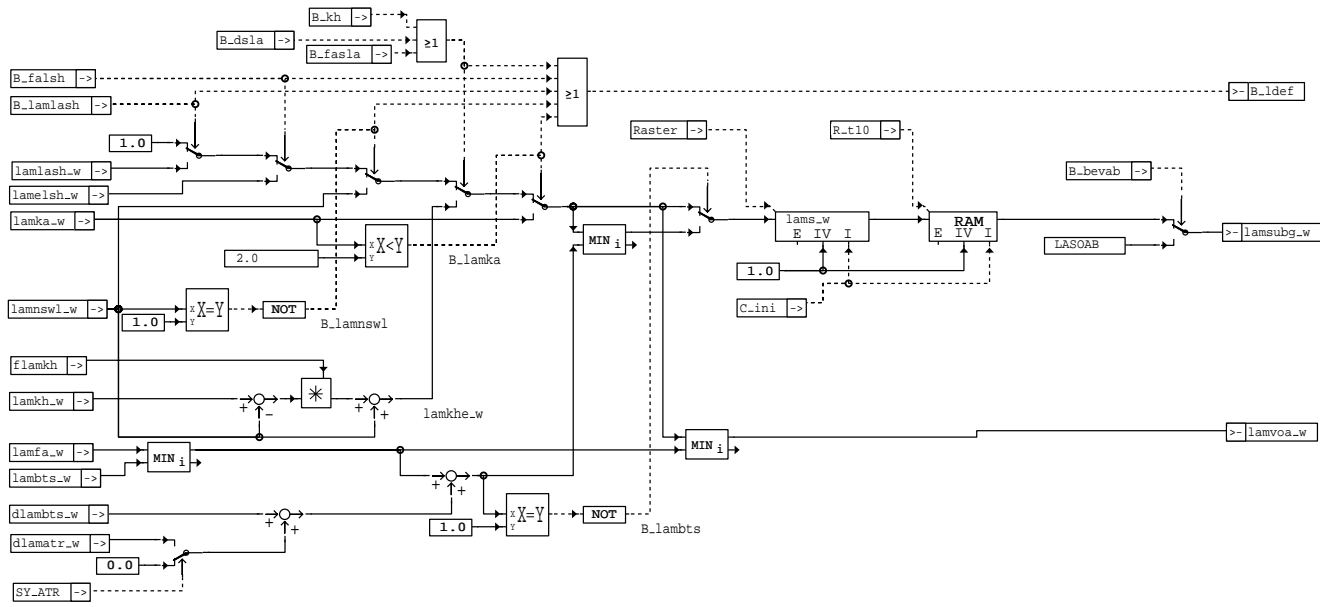 B_kh ->
B_dsla ->
B_fasla ->
≥1
B_falsh ->
B_lamlash ->
≥1
>- B_ldef
1.0
lamlash_w ->
lamelsh_w ->
lamka_w ->
Raster ->
R_t10 ->
B_bevab ->
lams_w
E IV I
RAM
E IV I
X<Y
x
Y
2.0
B_lamka
MIN i
LASOAB
>- lamsubg_w
1.0
C_ini ->
lamnswl_w ->
X=Y
x
Y
1.0
NOT
B_lamnswl
flamkh ->
lamkh_w ->
+
-
*
+
+
lamkhe_w
lamfa_w ->
lambts_w ->
MIN i
MIN i
>- lamvoa_w
+
+
dlambts_w ->
+
+
X=Y
x
Y
1.0
NOT
B_lambts
dlamatr_w ->
0.0
SY_ATR ->